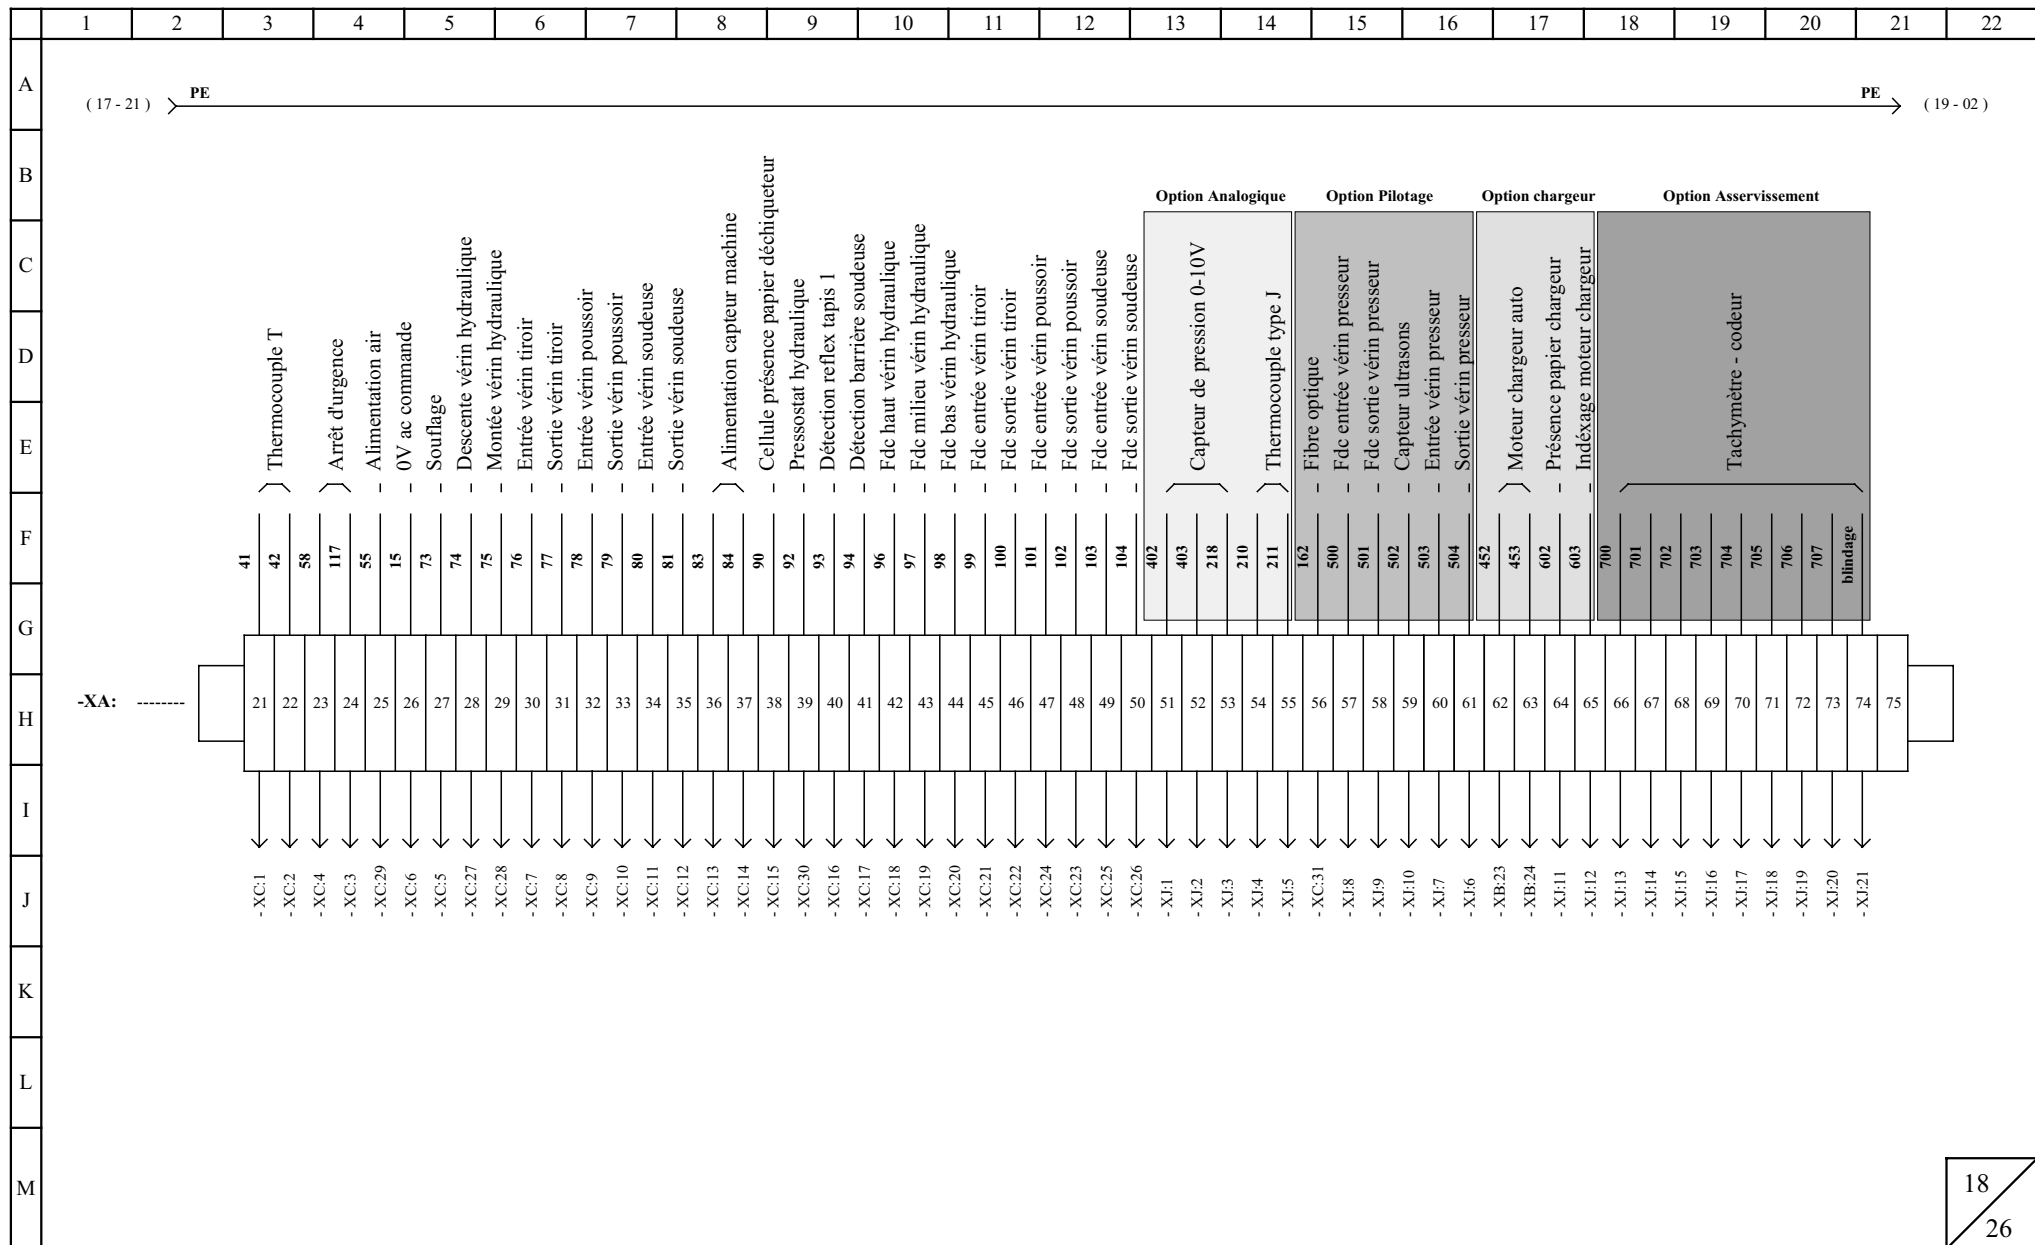 1 2 3 4 5 6 7 8 9 10 11 12 13 14 15 16 17 18 19 20 21 22
A
( 17 - 21 ) PE PE ( 19 - 02 )
B
Option Analogique Option Pilotage Option chargeur Option Asservissement
C
D
E
Thermocouple T
Arrêt d'urgence
Alimentation air
0V ac commande
Souflage
Descente vérin hydraulique
Montée vérin hydraulique
Entrée vérin tiroir
Sortie vérin tiroir
Entrée vérin poussoir
Sortie vérin poussoir
Entrée vérin soudeuse
Sortie vérin soudeuse
Alimentation capteur machine
Cellule présence papier déchiqueteur
Pressostat hydraulique
Détection reflex tapis 1
Détection barrière soudeuse
Fdc haut vérin hydraulique
Fdc milieu vérin hydraulique
Fdc bas vérin hydraulique
Fdc entrée vérin tiroir
Fdc sortie vérin tiroir
Fdc entrée vérin poussoir
Fdc sortie vérin poussoir
Fdc entrée vérin soudeuse
Fdc sortie vérin soudeuse
Capteur de pression 0-10V
Thermocouple type J
Fibre optique
Fdc entrée vérin presseur
Fdc sortie vérin presseur
Capteur ultrasons
Entrée vérin presseur
Sortie vérin presseur
Moteur chargeur auto
Présence papier chargeur
Indéxage moteur chargeur
Tachymètre - codeur
F
41 42 58 117 55 15 73 74 75 76 77 78 79 80 81 83 84 90 92 93 94 96 97 98 99 100 101 102 103 104 402 403 218 210 211 162 500 501 502 503 504 452 453 602 603 700 701 702 703 704 705 706 707 blindage
G
H
-XA: -------- 21 22 23 24 25 26 27 28 29 30 31 32 33 34 35 36 37 38 39 40 41 42 43 44 45 46 47 48 49 50 51 52 53 54 55 56 57 58 59 60 61 62 63 64 65 66 67 68 69 70 71 72 73 74 75
I
J
- XC:1
- XC:2
- XC:4
- XC:3
- XC:29
- XC:6
- XC:5
- XC:27
- XC:28
- XC:7
- XC:8
- XC:9
- XC:10
- XC:11
- XC:12
- XC:13
- XC:14
- XC:15
- XC:30
- XC:16
- XC:17
- XC:18
- XC:19
- XC:20
- XC:21
- XC:22
- XC:24
- XC:23
- XC:25
- XC:26
- XJ:1
- XJ:2
- XJ:3
- XJ:4
- XJ:5
- XC:31
- XJ:8
- XJ:9
- XJ:10
- XJ:7
- XJ:6
- XB:23
- XB:24
- XJ:11
- XJ:12
- XJ:13
- XJ:14
- XJ:15
- XJ:16
- XJ:17
- XJ:18
- XJ:19
- XJ:20
- XJ:21
K
L
M
18
26